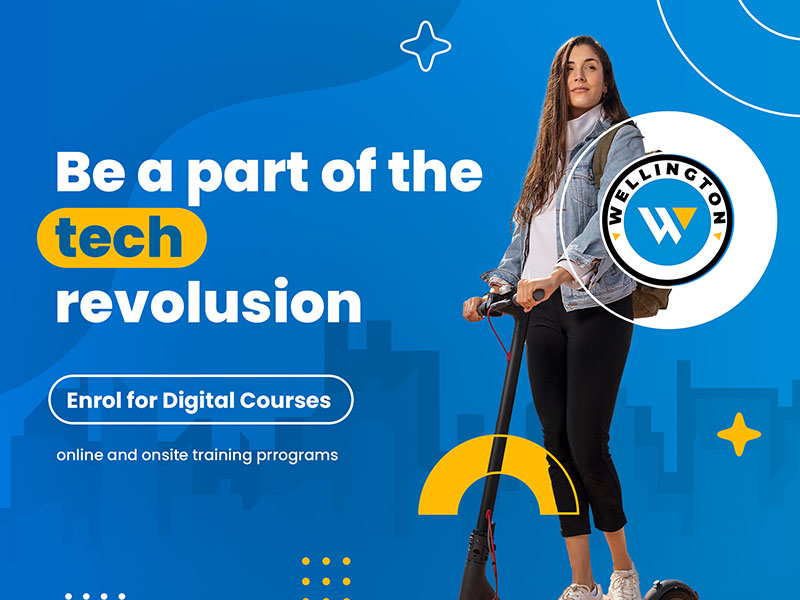 Be a part of the
tech
revolusion
Enrol for Digital Courses
online and onsite training prrograms
WELLINGTON
W